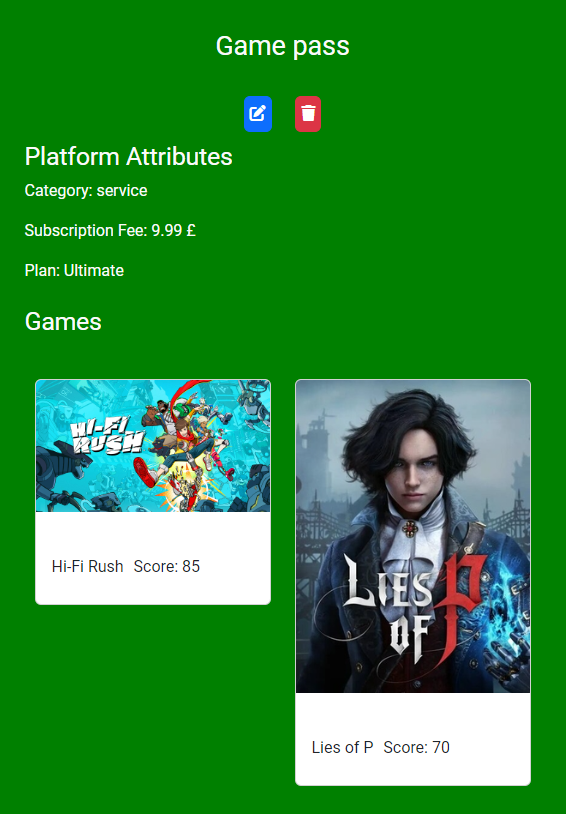 Game pass
Platform Attributes
Category: service
Subscription Fee: 9.99 £
Plan: Ultimate
Games
HI-FI
RUSH
Hi-Fi Rush Score: 85
LIES
OF P
Lies of P Score: 70